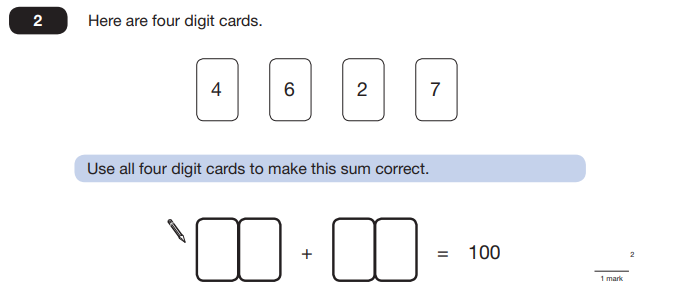 2 Here are four digit cards.
4 6 2 7
Use all four digit cards to make this sum correct.
+ = 100
2
1 mark